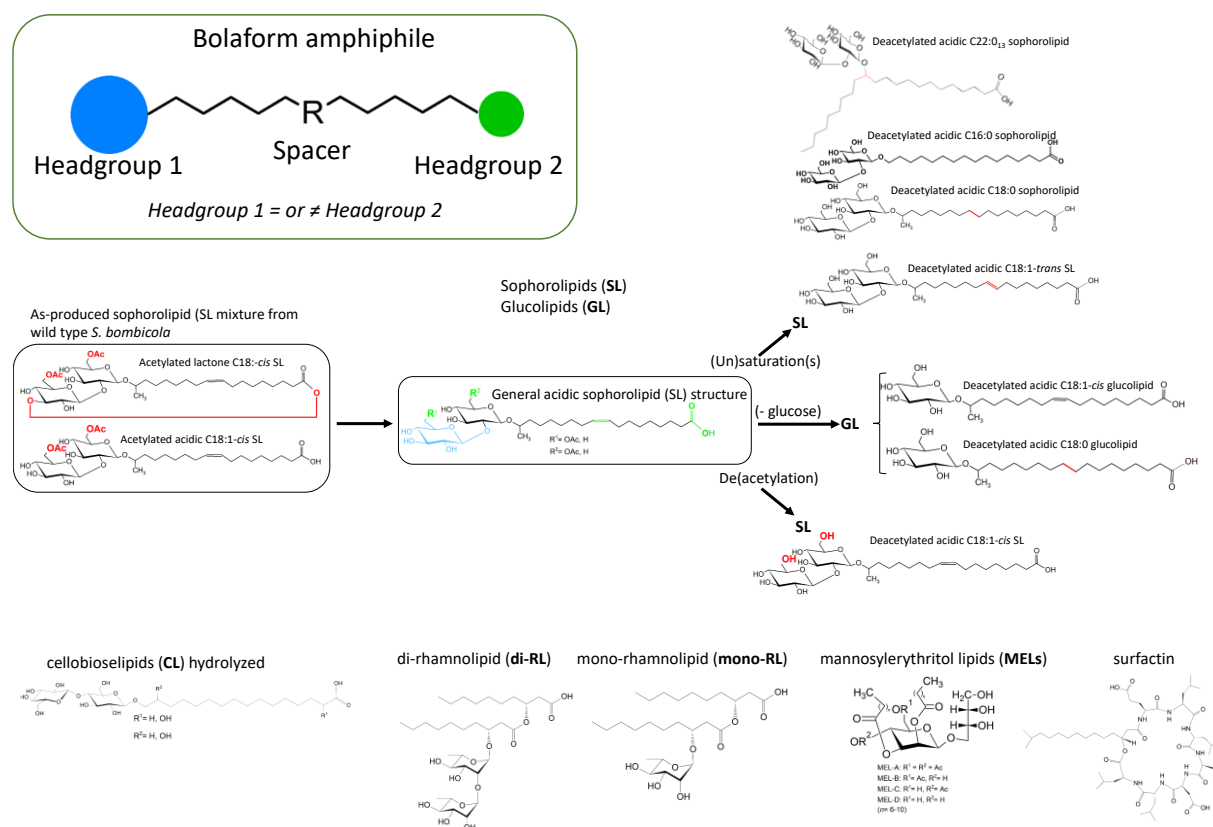 Bolaform amphiphile
R
Spacer
Headgroup 1
Headgroup 2
Headgroup 1 = or ≠ Headgroup 2
Deacetylated acidic C22:0₁₃ sophorolipid
Deacetylated acidic C16:0 sophorolipid
Deacetylated acidic C18:0 sophorolipid
Deacetylated acidic C18:1-trans SL
Sophorolipids (SL)
Glucolipids (GL)
SL
(Un)saturation(s)
As-produced sophorolipid (SL mixture from
wild type S. bombicola
Acetylated lactone C18:-cis SL
Acetylated acidic C18:1-cis SL
General acidic sophorolipid (SL) structure
R¹= OAc, H
R²= OAc, H
(- glucose)
GL
Deacetylated acidic C18:1-cis glucolipid
Deacetylated acidic C18:0 glucolipid
De(acetylation)
SL
Deacetylated acidic C18:1-cis SL
cellobioselipids (CL) hydrolyzed
R¹= H, OH
R²= H, OH
di-rhamnolipid (di-RL)
mono-rhamnolipid (mono-RL)
mannosylerythritol lipids (MELs)
MEL-A: R¹ = R² = Ac
MEL-B: R¹= Ac, R²= H
MEL-C: R¹= H, R²= Ac
MEL-D: R¹= H, R²= H
(n= 6-10)
surfactin